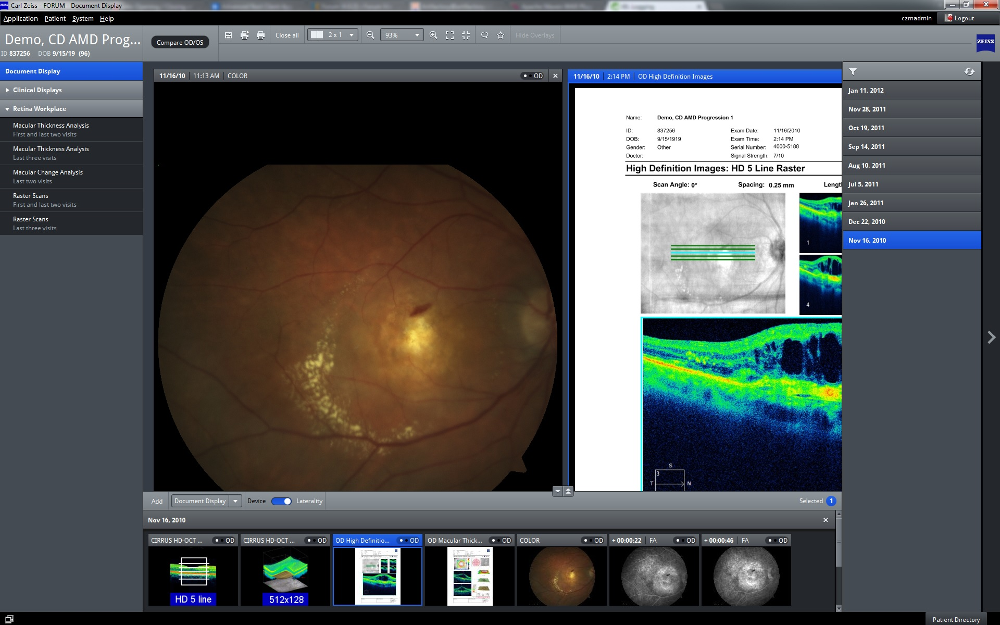 Carl Zeiss - FORUM - Document Display
Application Patient System Help
czmadmin Logout
Demo, CD AMD Prog...
ID 837256 DOB 9/15/19 (96)
Compare OD/OS
Close all 2 x 1 93% Hide Overlays
ZEISS
Document Display
Clinical Displays
Retina Workplace
Macular Thickness Analysis
First and last two visits
Macular Thickness Analysis
Last three visits
Macular Change Analysis
Last two visits
Raster Scans
First and last two visits
Raster Scans
Last three visits
11/16/10 11:13 AM COLOR OD
11/16/10 2:14 PM OD High Definition Images
Name: Demo, CD AMD Progression 1
ID: 837256 Exam Date: 11/16/2010
DOB: 9/15/1919 Exam Time: 2:14 PM
Gender: Other Serial Number: 4000-5188
Doctor: Signal Strength: 7/10
High Definition Images: HD 5 Line Raster
Scan Angle: 0° Spacing: 0.25 mm Lengt
1
4
S
3
T N
Jan 11, 2012
Nov 28, 2011
Oct 19, 2011
Sep 14, 2011
Aug 10, 2011
Jul 5, 2011
Jan 26, 2011
Dec 22, 2010
Nov 16, 2010
Add Document Display Device Laterality Selected 1
Nov 16, 2010
CIRRUS HD-OCT ... OD
CIRRUS HD-OCT ... OD
OD High Definitio... OD
OD Macular Thick... OD
COLOR OD
+ 00:00:22 FA OD
+ 00:00:46 FA OD
HD 5 line
512x128
Patient Directory